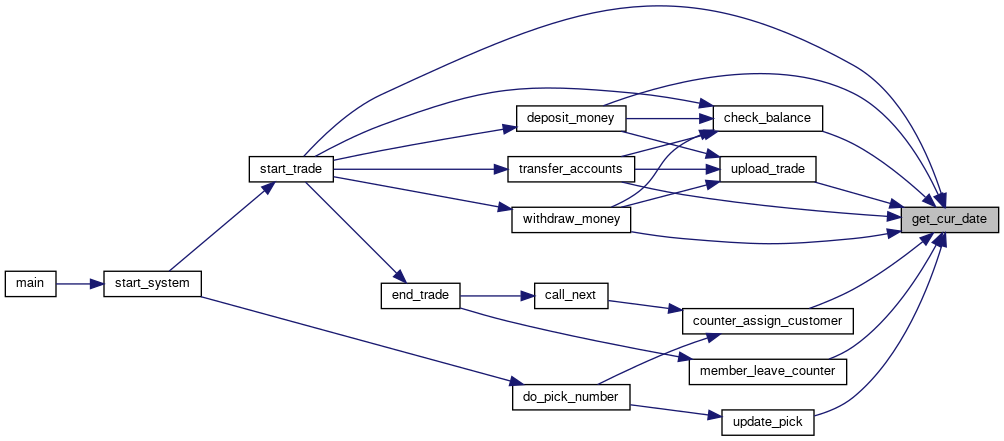 deposit_money
check_balance
start_trade
transfer_accounts
upload_trade
withdraw_money
get_cur_date
main
start_system
end_trade
call_next
counter_assign_customer
member_leave_counter
do_pick_number
update_pick